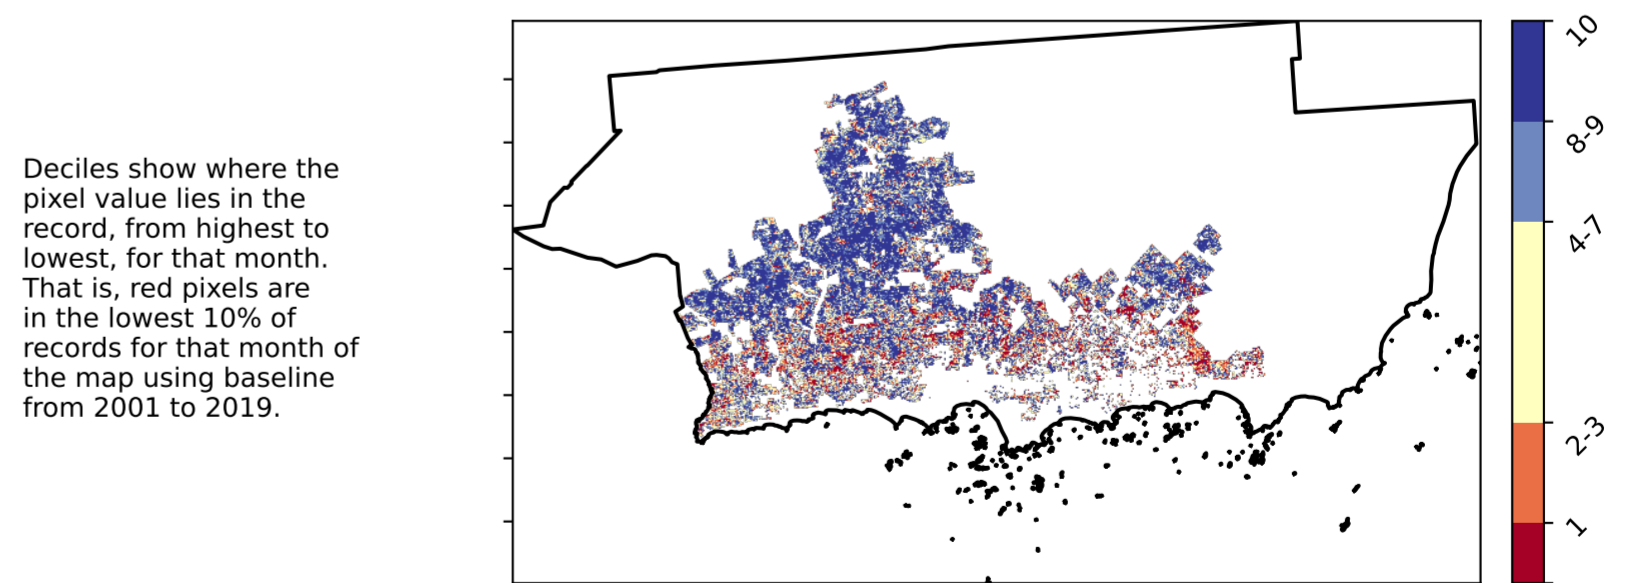 Deciles show where the
pixel value lies in the
record, from highest to
lowest, for that month.
That is, red pixels are
in the lowest 10% of
records for that month of
the map using baseline
from 2001 to 2019.
10
8-9
4-7
2-3
1